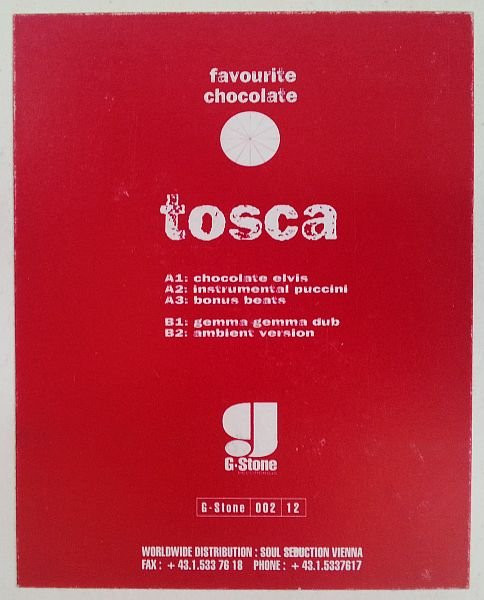 favourite
chocolate
tosca
A1: chocolate elvis
A2: instrumental puccini
A3: bonus beats
B1: gemma gemma dub
B2: ambient version
g
G-Stone
G-Stone 002 12
WORLDWIDE DISTRIBUTION : SOUL SEDUCTION VIENNA
FAX : + 43.1.533 76 18 PHONE : + 43.1.5337617